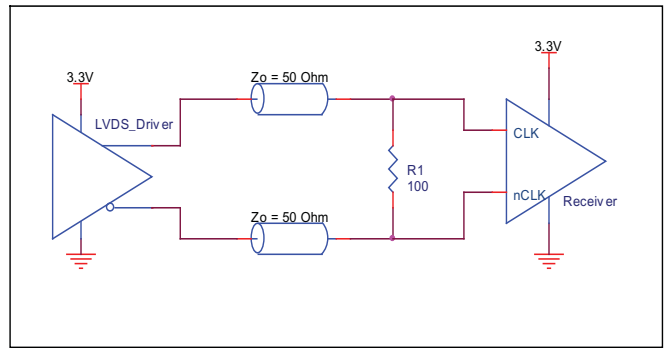 3.3V
LVDS_Driver
Zo = 50 Ohm
Zo = 50 Ohm
R1
100
3.3V
CLK
nCLK
Receiver